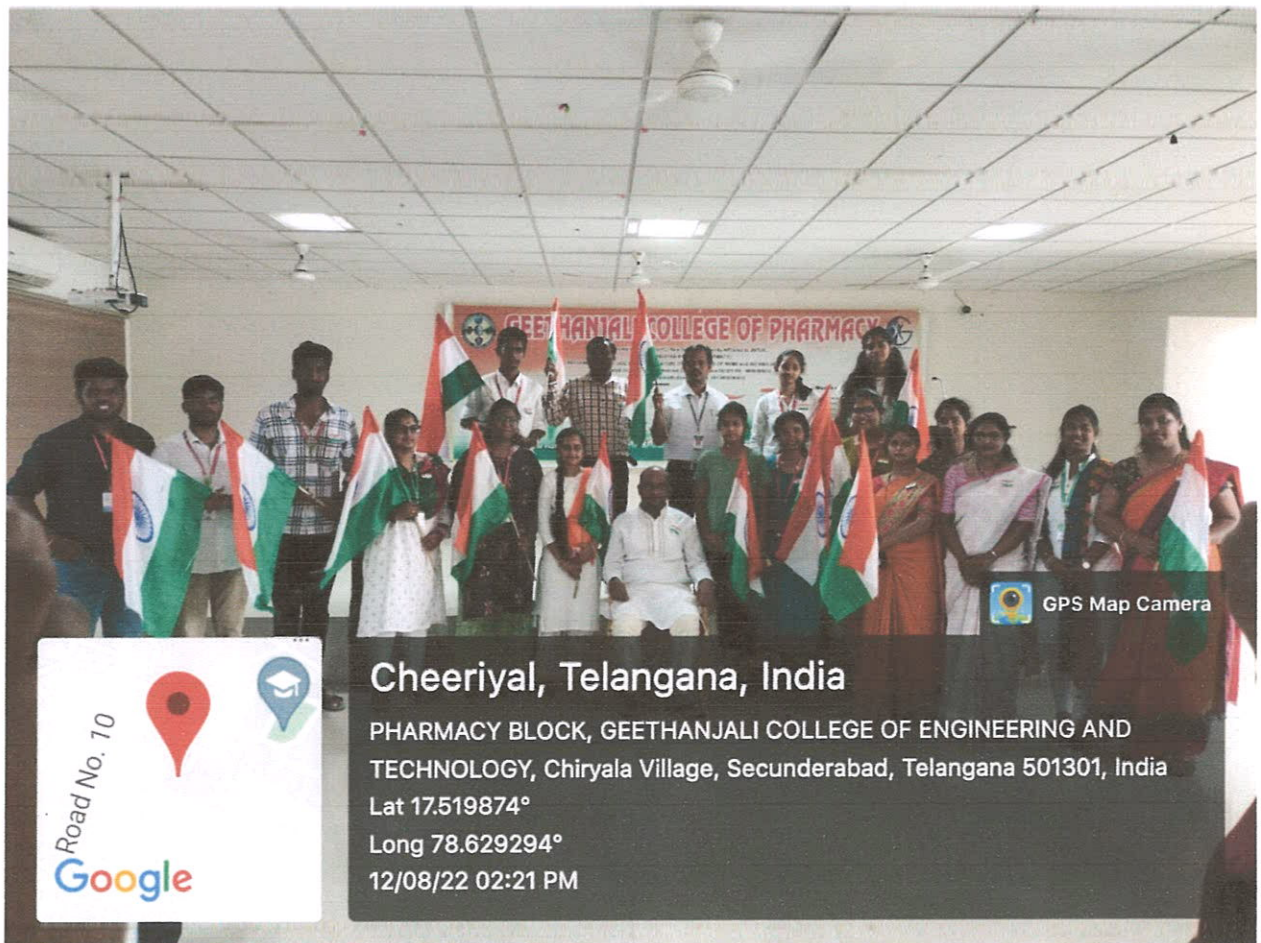 GEETHANJALI COLLEGE OF PHARMACY
GPS Map Camera
Cheeriyal, Telangana, India
PHARMACY BLOCK, GEETHANJALI COLLEGE OF ENGINEERING AND
TECHNOLOGY, Chiryala Village, Secunderabad, Telangana 501301, India
Lat 17.519874°
Long 78.629294°
12/08/22 02:21 PM
Road No. 10
Google